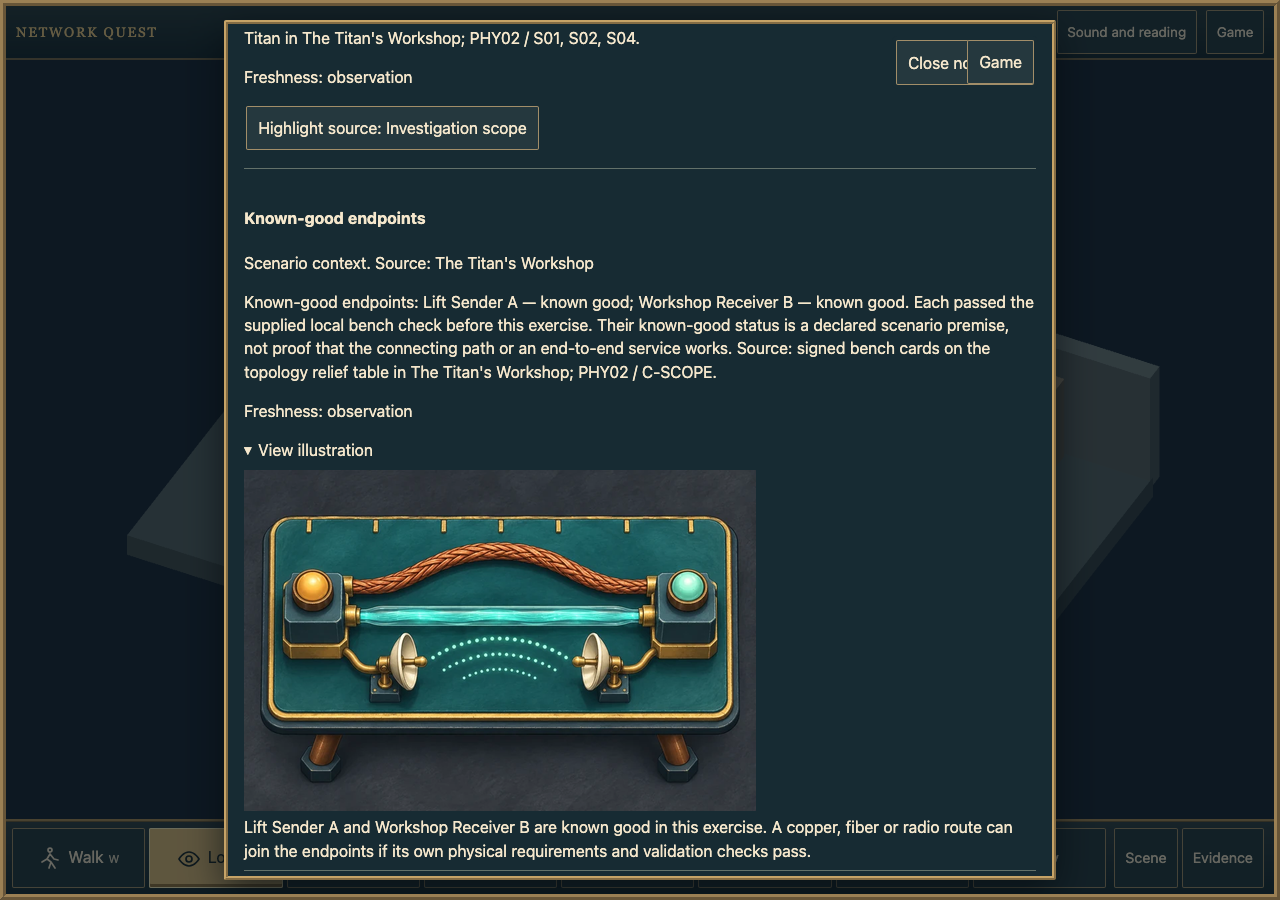 NETWORK QUEST
Sound and reading
Game
Titan in The Titan's Workshop; PHY02 / S01, S02, S04.
Close
Game
Freshness: observation
Highlight source: Investigation scope
Known-good endpoints
Scenario context. Source: The Titan's Workshop
Known-good endpoints: Lift Sender A — known good; Workshop Receiver B — known good. Each passed the
supplied local bench check before this exercise. Their known-good status is a declared scenario premise,
not proof that the connecting path or an end-to-end service works. Source: signed bench cards on the
topology relief table in The Titan's Workshop; PHY02 / C-SCOPE.
Freshness: observation
▾ View illustration
Lift Sender A and Workshop Receiver B are known good in this exercise. A copper, fiber or radio route can
join the endpoints if its own physical requirements and validation checks pass.
Walk W
Scene
Evidence